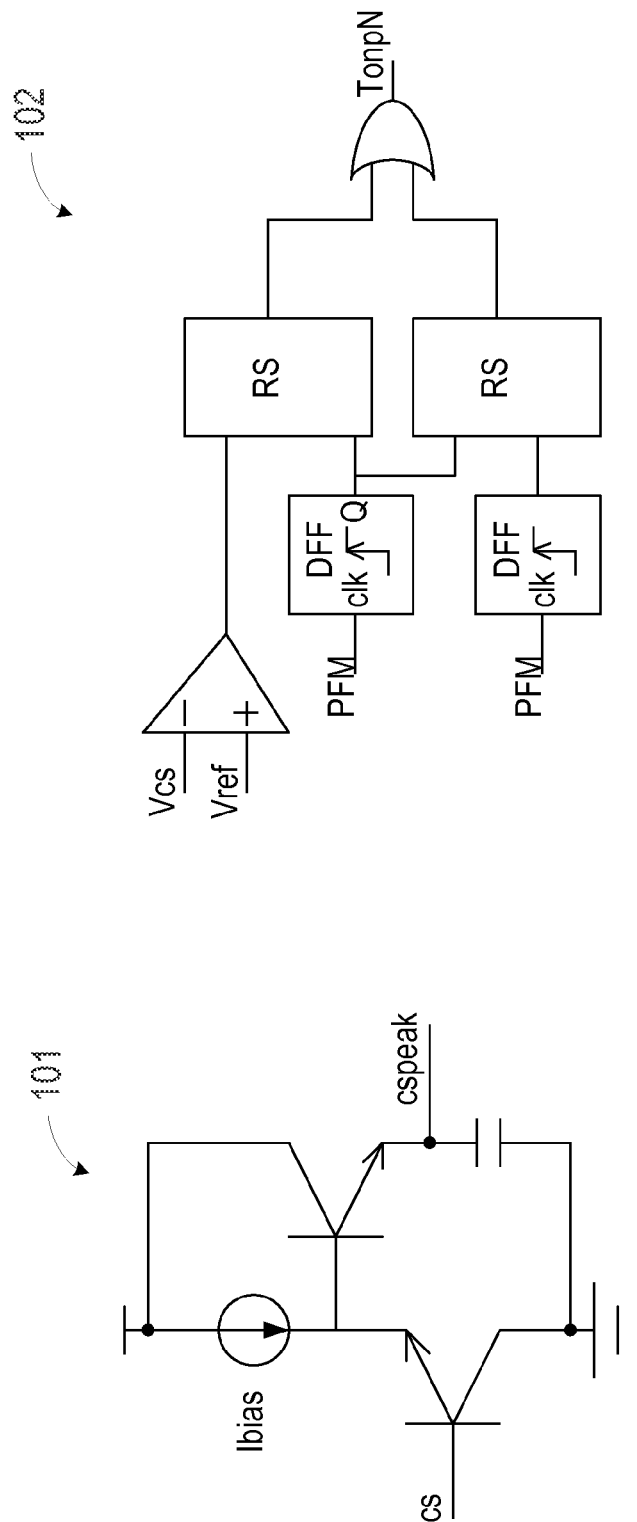 101
Ibias
cs
cspeak
102
Vcs
−
Vref
+
PFM
DFF
clk
Q
PFM
DFF
clk
RS
RS
TonpN